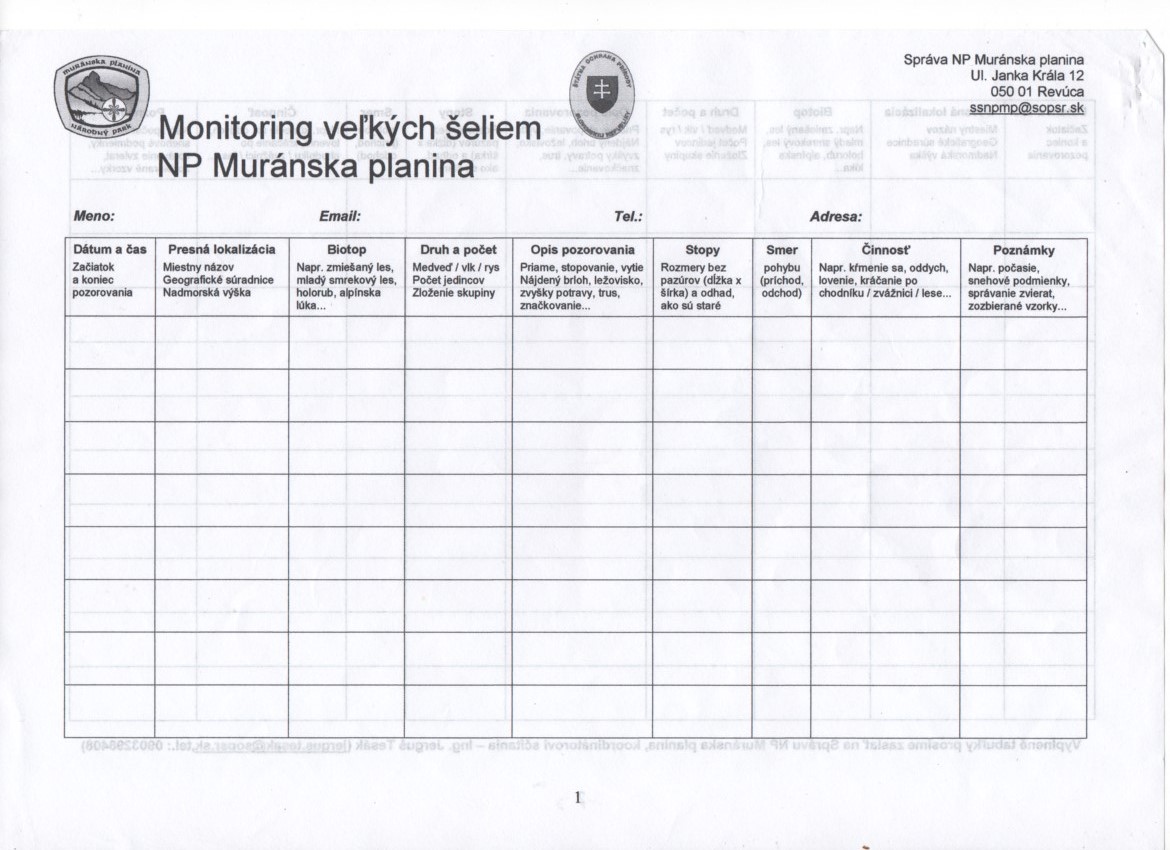 MURÁNSKA PLANINA
NÁRODNÝ PARK
ŠTÁTNA OCHRANA PRÍRODY
SLOVENSKEJ REPUBLIKY
Správa NP Muránska planina
Ul. Janka Kráľa 12
050 01 Revúca
ssnpmp@sopsr.sk
Monitoring veľkých šeliem
NP Muránska planina
Meno: Email: Tel.: Adresa:
Dátum a čas
Začiatok
a koniec
pozorovania
Presná lokalizácia
Miestny názov
Geografické súradnice
Nadmorská výška
Biotop
Napr. zmiešaný les,
mladý smrekový les,
holorub, alpínska
lúka...
Druh a počet
Medveď / vlk / rys
Počet jedincov
Zloženie skupiny
Opis pozorovania
Priame, stopovanie, vytie
Nájdený brloh, ležovisko,
zvyšky potravy, trus,
značkovanie...
Stopy
Rozmery bez
pazúrov (dĺžka x
šírka) a odhad,
ako sú staré
Smer
pohybu
(príchod,
odchod)
Činnosť
Napr. kŕmenie sa, oddych,
lovenie, kráčanie po
chodníku / zvážnici / lese...
Poznámky
Napr. počasie,
snehové podmienky,
správanie zvierat,
zozbierané vzorky...
Vyplnené tabuľky prosíme zaslať na Správu NP Muránska planina, koordinátorovi sčítania – Ing. Jerguš Tesák (jergus.tesak@sopsr.sk,tel.: 0903298408)
1